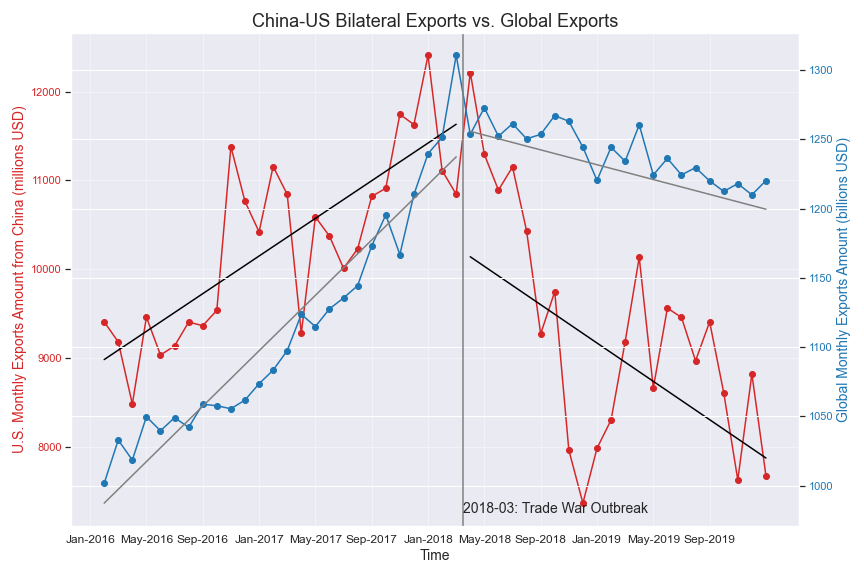 China-US Bilateral Exports vs. Global Exports
U.S. Monthly Exports Amount from China (millions USD)
12000
11000
10000
9000
8000
1300
1250
1200
1150
1100
1050
1000
Global Monthly Exports Amount (billions USD)
2018-03: Trade War Outbreak
Jan-2016 May-2016 Sep-2016 Jan-2017 May-2017 Sep-2017 Jan-2018 May-2018 Sep-2018 Jan-2019 May-2019 Sep-2019
Time